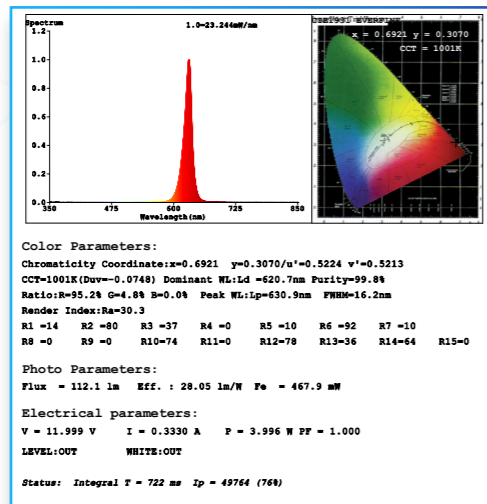 Spectrum
1.0=23.244mW/nm
1.2
1.0
0.8
0.6
0.4
0.2
0.0
350 475 600 725 850
Wavelength(nm)
CIE1931 EVERFINE
x = 0.6921 y = 0.3070
CCT = 1001K
Color Parameters:
Chromaticity Coordinate:x=0.6921 y=0.3070/u'=0.5224 v'=0.5213
CCT=1001K(Duv=-0.0748) Dominant WL:Ld =620.7nm Purity=99.8%
Ratio:R=95.2% G=4.8% B=0.0% Peak WL:Lp=630.9nm FWHM=16.2nm
Render Index:Ra=30.3
R1 =14 R2 =80 R3 =37 R4 =0 R5 =10 R6 =92 R7 =10
R8 =0 R9 =0 R10=74 R11=0 R12=78 R13=36 R14=64 R15=0
Photo Parameters:
Flux = 112.1 lm Eff. : 28.05 lm/W Fe = 467.9 mW
Electrical parameters:
V = 11.999 V I = 0.3330 A P = 3.996 W PF = 1.000
LEVEL:OUT WHITE:OUT
Status: Integral T = 722 ms Ip = 49764 (76%)